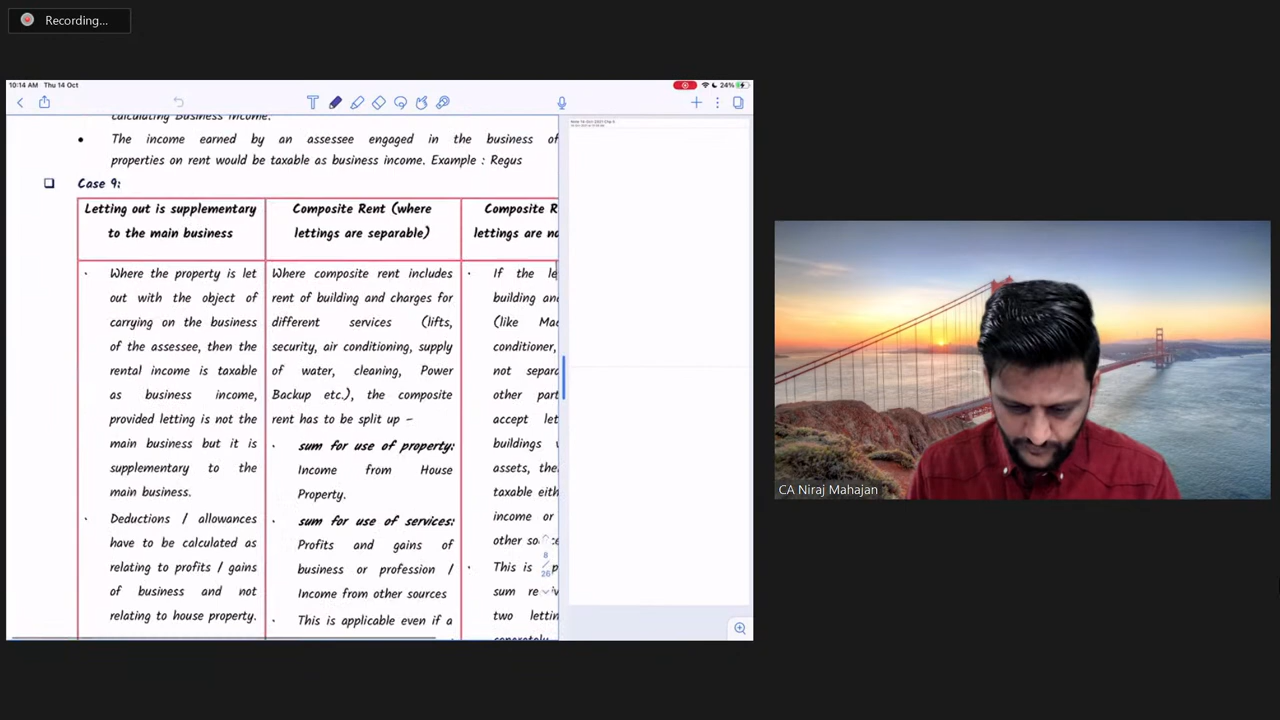 Recording...
10:14 AM Thu 14 Oct
24%
calculating Business Income.
• The income earned by an assessee engaged in the business of
properties on rent would be taxable as business income. Example : Regus
Case 9:
Letting out is supplementary
to the main business
Composite Rent (where
lettings are separable)
Composite R
lettings are no
Where the property is let
out with the object of
carrying on the business
of the assessee, then the
rental income is taxable
as business income,
provided letting is not the
main business but it is
supplementary to the
main business.
Deductions / allowances
have to be calculated as
relating to profits / gains
of business and not
relating to house property.
Where composite rent includes
rent of building and charges for
different services (lifts,
security, air conditioning, supply
of water, cleaning, Power
Backup etc.), the composite
rent has to be split up –
sum for use of property:
Income from House
Property.
sum for use of services:
Profits and gains of
business or profession /
Income from other sources
This is applicable even if a
If the le
building an
(like Mac
conditioner,
not separ
other part
accept let
buildings
assets, the
taxable eith
income or
other so
This is
sum re
two lettin
separately
8
26
CA Niraj Mahajan